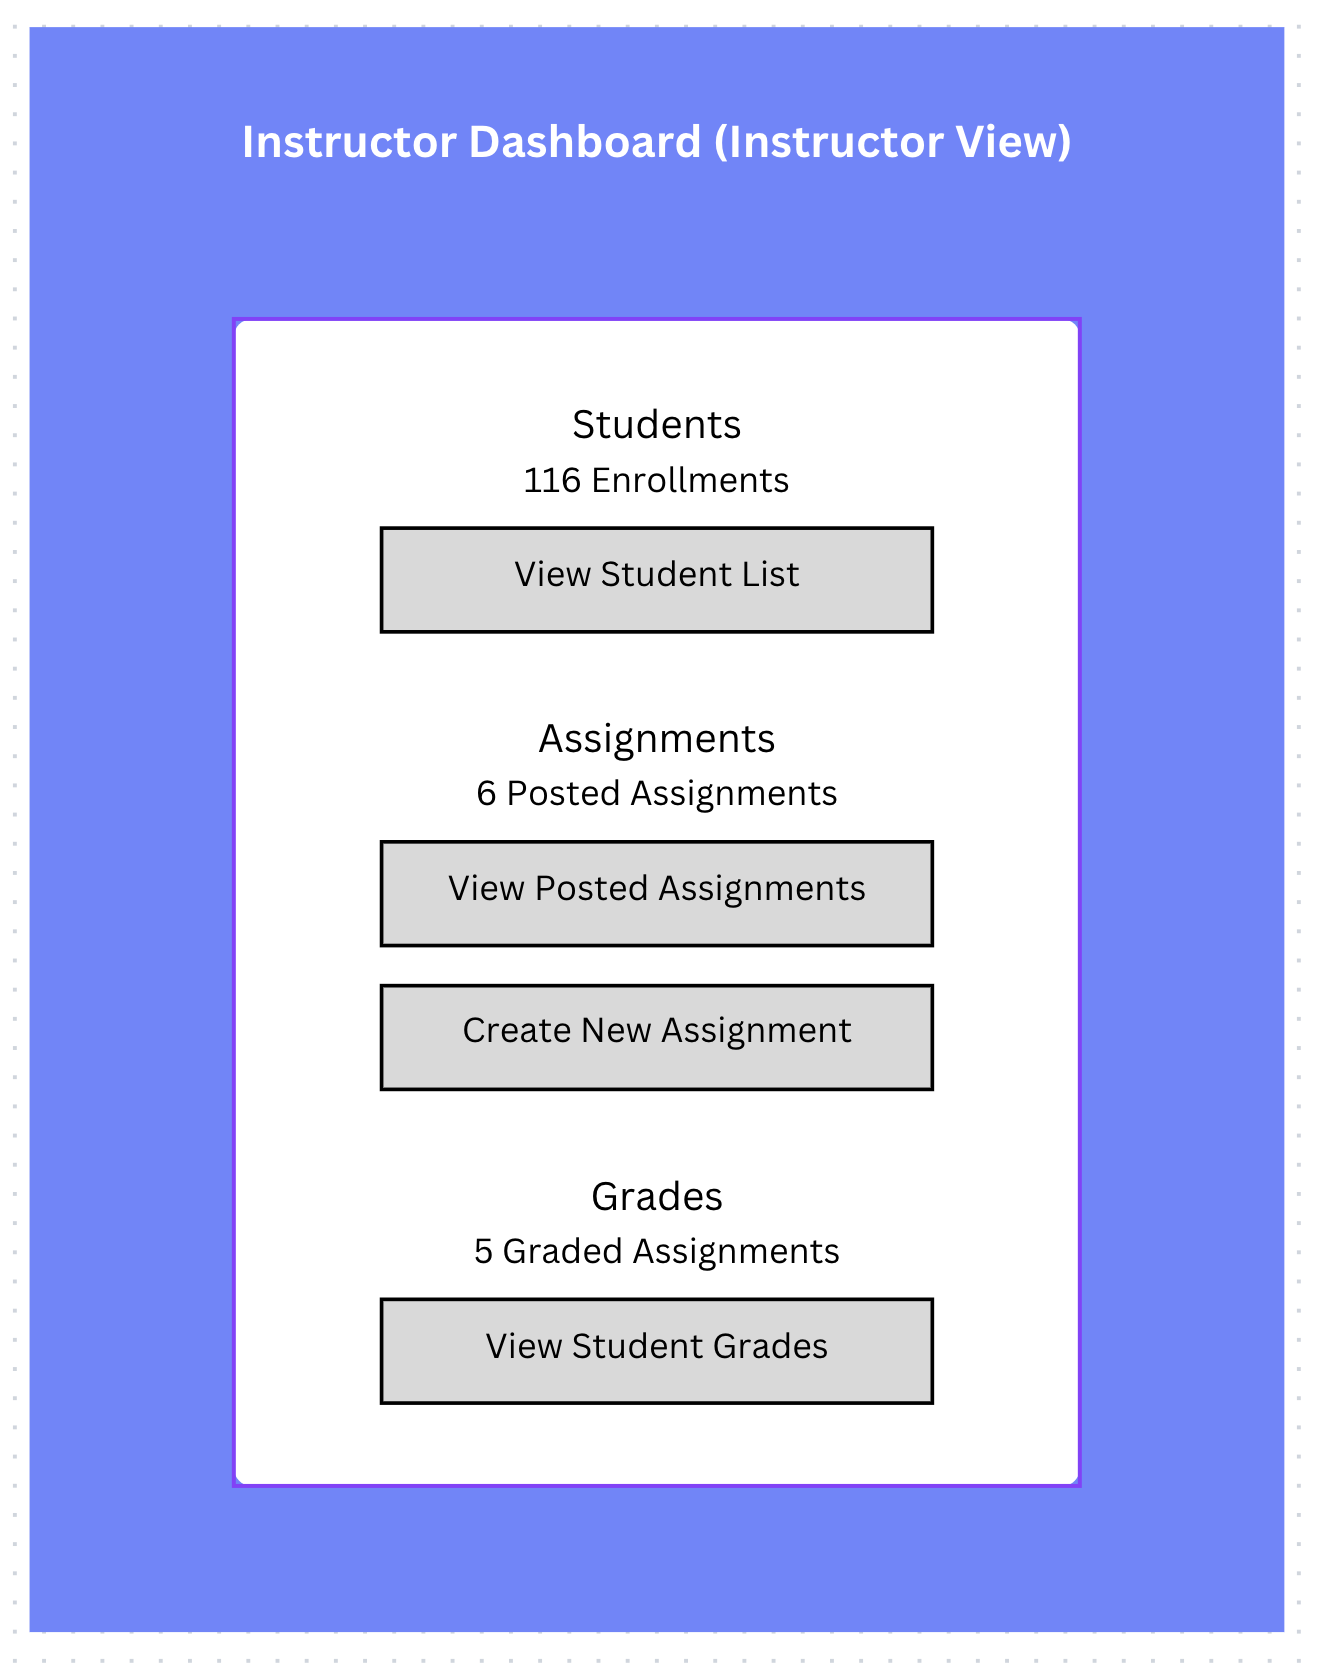 Instructor Dashboard (Instructor View)
Students
116 Enrollments
View Student List
Assignments
6 Posted Assignments
View Posted Assignments
Create New Assignment
Grades
5 Graded Assignments
View Student Grades